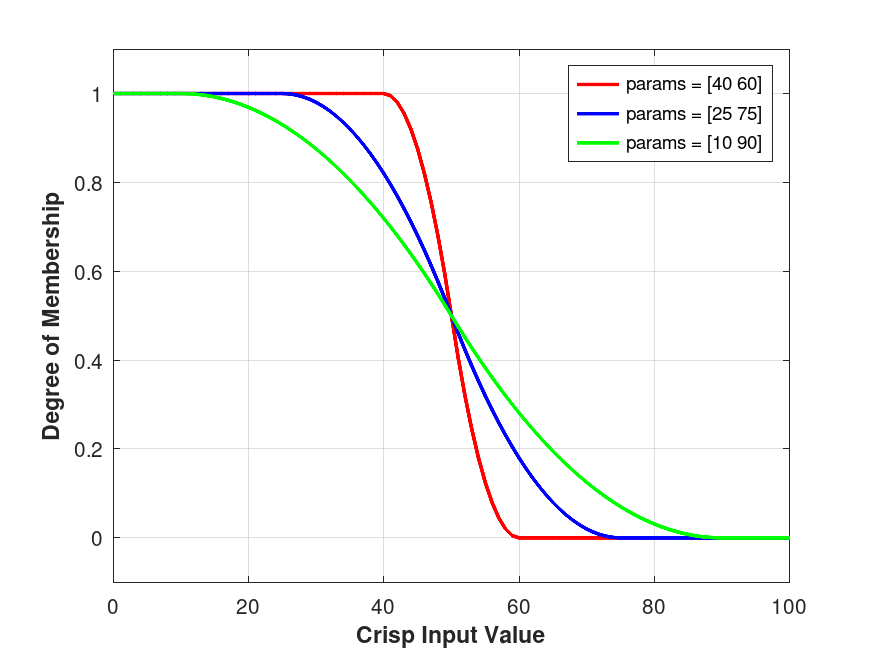 params = [40 60]
params = [25 75]
params = [10 90]
1
0.8
0.6
0.4
0.2
0
Degree of Membership
0 20 40 60 80 100
Crisp Input Value